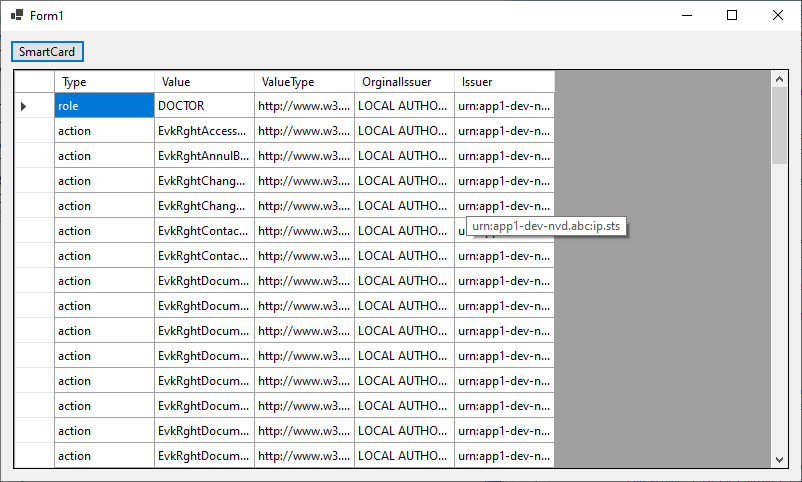 Form1
SmartCard
Type Value ValueType OrginalIssuer Issuer
role DOCTOR http://www.w3.... LOCAL AUTHO... urn:app1-dev-n...
action EvkRghtAccess... http://www.w3.... LOCAL AUTHO... urn:app1-dev-n...
action EvkRghtAnnulB... http://www.w3.... LOCAL AUTHO... urn:app1-dev-n...
action EvkRghtChang... http://www.w3.... LOCAL AUTHO... urn:app1-dev-n...
action EvkRghtChang... http://www.w3.... LOCAL AUTHO... urn:app1-dev-n...
urn:app1-dev-nvd.abc:ip.sts
action EvkRghtContac... http://www.w3.... LOCAL AUTHO...
action EvkRghtContac... http://www.w3.... LOCAL AUTHO... urn:app1-dev-n...
action EvkRghtDocum... http://www.w3.... LOCAL AUTHO... urn:app1-dev-n...
action EvkRghtDocum... http://www.w3.... LOCAL AUTHO... urn:app1-dev-n...
action EvkRghtDocum... http://www.w3.... LOCAL AUTHO... urn:app1-dev-n...
action EvkRghtDocum... http://www.w3.... LOCAL AUTHO... urn:app1-dev-n...
action EvkRghtDocum... http://www.w3.... LOCAL AUTHO... urn:app1-dev-n...
action EvkRghtDocum... http://www.w3.... LOCAL AUTHO... urn:app1-dev-n...
action EvkRghtDocum... http://www.w3.... LOCAL AUTHO... urn:app1-dev-n...
action EvkRghtDocum... http://www.w3.... LOCAL AUTHO... urn:app1-dev-n...